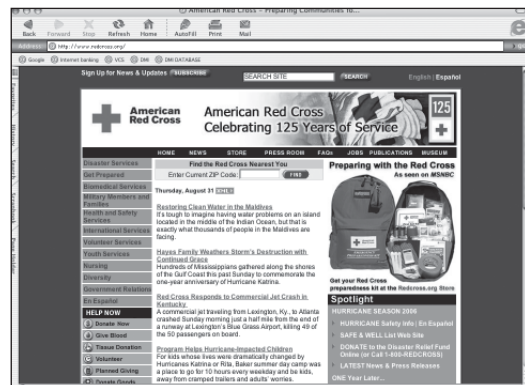 American Red Cross – Preparing Communities To...
Back Forward Stop Refresh Home AutoFill Print Mail
Address http://www.redcross.org/
Google Internet banking VCS DMI DMI DATABASE
Sign Up for News & Updates SUBSCRIBE SEARCH SITE SEARCH English | Español
American
Red Cross
American Red Cross
Celebrating 125 Years of Service
125
HOME NEWS STORE PRESS ROOM FAQs JOBS PUBLICATIONS MUSEUM
Disaster Services
Get Prepared
Biomedical Services
Military Members and
Families
Health and Safety
Services
International Services
Volunteer Services
Youth Services
Nursing
Diversity
Government Relations
En Español
HELP NOW
Donate Now
Give Blood
Tissue Donation
Volunteer
Planned Giving
Donate Goods
Find the Red Cross Nearest You
Enter Current ZIP Code: FIND
Thursday, August 31
Restoring Clean Water in the Maldives
It's tough to imagine having water problems on an island
located in the middle of the Indian Ocean, but that is
exactly what thousands of people in the Maldives are
facing.
Hayes Family Weathers Storm's Destruction with
Continued Grace
Hundreds of Mississippians gathered along the shores
of the Gulf Coast this past Sunday to commemorate the
one-year anniversary of Hurricane Katrina.
Red Cross Responds to Commercial Jet Crash in
Kentucky
A commercial jet traveling from Lexington, Ky., to Atlanta
crashed Sunday morning just a half mile from the end of
a runway at Lexington's Blue Grass Airport, killing 49 of
the 50 passengers on board.
Program Helps Hurricane-Impacted Children
For kids whose lives were dramatically changed by
Hurricanes Katrina or Rita, Baker summer day camp was
a place to go for 10 hours every weekday and be kids,
away from cramped trailers and adults' worries.
Preparing with the Red Cross
As seen on MSNBC
Get your Red Cross
preparedness kit at the Redcross.org Store
Spotlight
HURRICANE SEASON 2006
HURRICANE Safety Info | En Español
SAFE & WELL List Web Site
DONATE to the Disaster Relief Fund
Online (or Call 1-800-REDCROSS)
LATEST News & Press Releases
ONE Year Later...